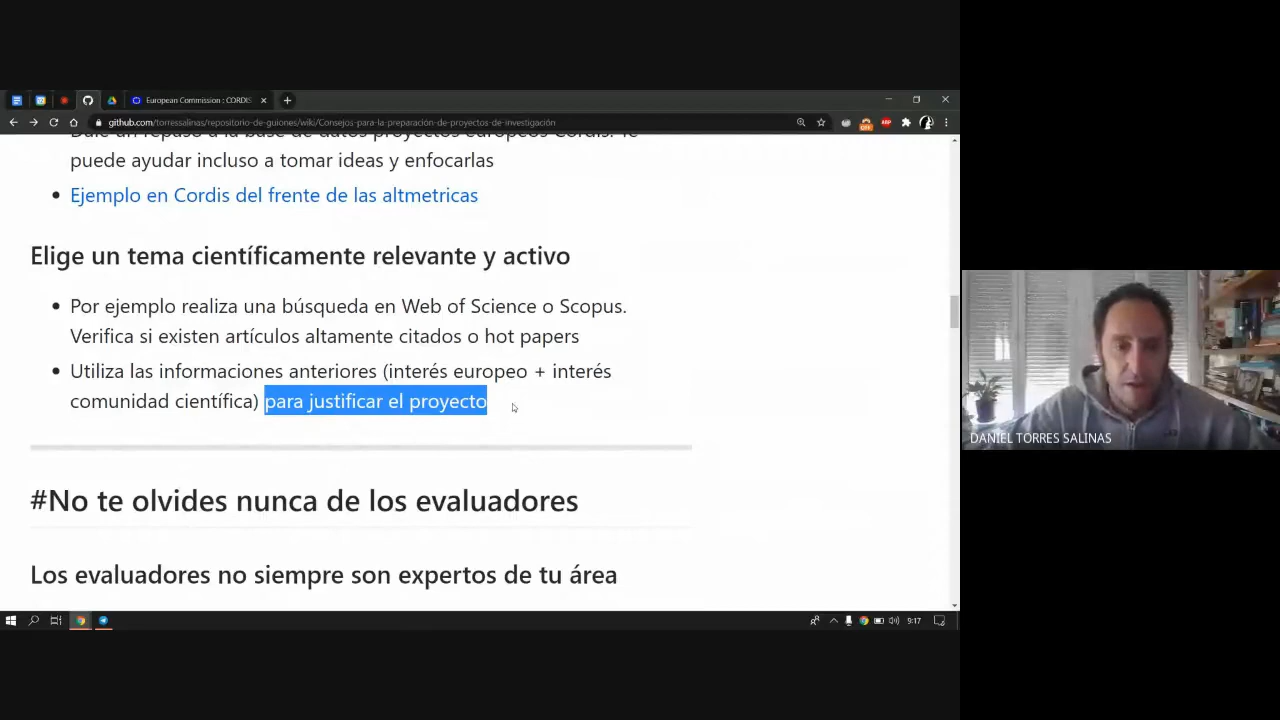 European Commission : CORDIS
github.com/torressalinas/repositorio-de-guiones/wiki/Consejos-para-la-preparación-de-proyectos-de-investigación
puede ayudar incluso a tomar ideas y enfocarlas
Ejemplo en Cordis del frente de las altmetricas
Elige un tema científicamente relevante y activo
Por ejemplo realiza una búsqueda en Web of Science o Scopus.
Verifica si existen artículos altamente citados o hot papers
Utiliza las informaciones anteriores (interés europeo + interés
comunidad científica) para justificar el proyecto
#No te olvides nunca de los evaluadores
Los evaluadores no siempre son expertos de tu área
DANIEL TORRES SALINAS
9:17